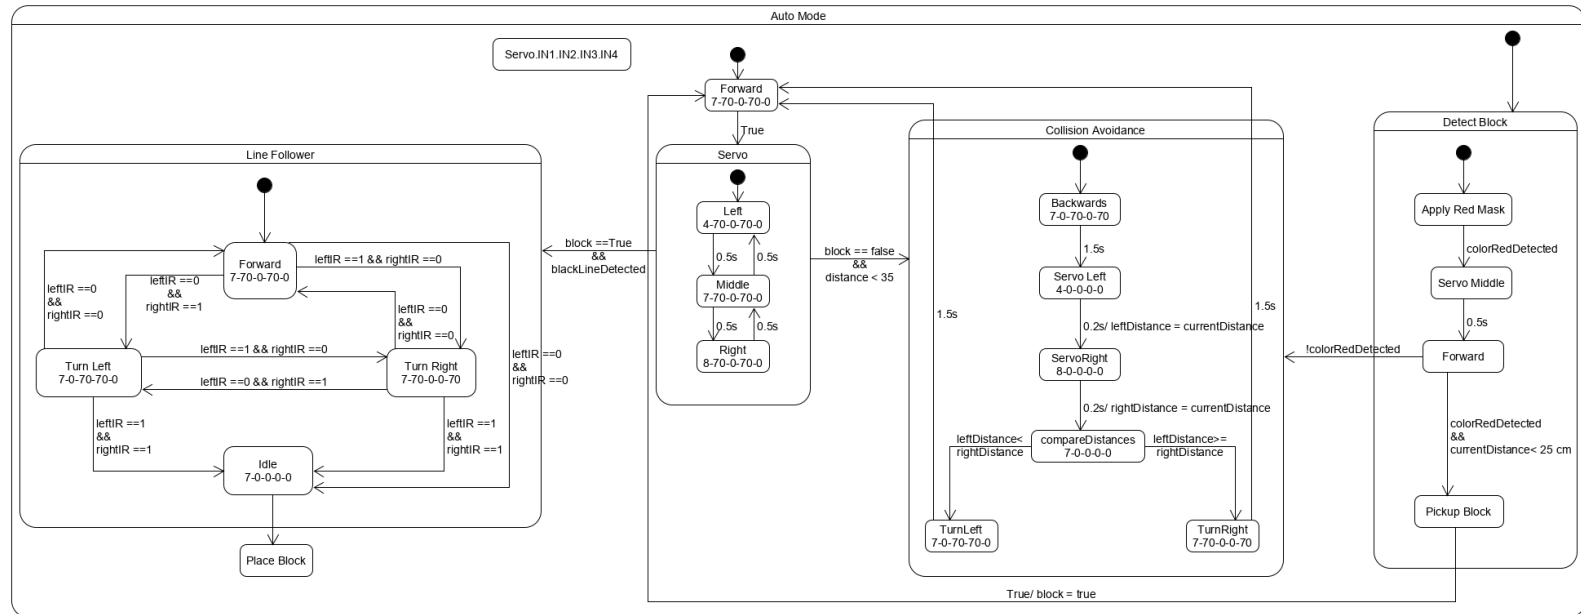 Auto Mode
Servo.IN1.IN2.IN3.IN4
Forward
7-70-0-70-0
True
Line Follower
Forward
7-70-0-70-0
leftIR ==1 && rightIR ==0
leftIR ==0
&&
rightIR ==1
leftIR ==0
&&
rightIR ==0
leftIR ==0
&&
rightIR ==0
Turn Left
7-0-70-70-0
leftIR ==1 && rightIR ==0
leftIR ==0 && rightIR ==1
Turn Right
7-70-0-0-70
leftIR ==0
&&
rightIR ==0
leftIR ==1
&&
rightIR ==1
leftIR ==1
&&
rightIR ==1
Idle
7-0-0-0-0
Place Block
block ==True
&&
blackLineDetected
Servo
Left
4-70-0-70-0
0.5s
0.5s
Middle
7-70-0-70-0
0.5s
0.5s
Right
8-70-0-70-0
block == false
&&
distance < 35
Collision Avoidance
Backwards
7-0-70-0-70
1.5s
Servo Left
4-0-0-0-0
0.2s/ leftDistance = currentDistance
ServoRight
8-0-0-0-0
0.2s/ rightDistance = currentDistance
compareDistances
7-0-0-0-0
leftDistance<
rightDistance
leftDistance>=
rightDistance
TurnLeft
7-0-70-70-0
TurnRight
7-70-0-0-70
1.5s
1.5s
Detect Block
Apply Red Mask
colorRedDetected
Servo Middle
0.5s
Forward
!colorRedDetected
colorRedDetected
&&
currentDistance< 25 cm
Pickup Block
True/ block = true